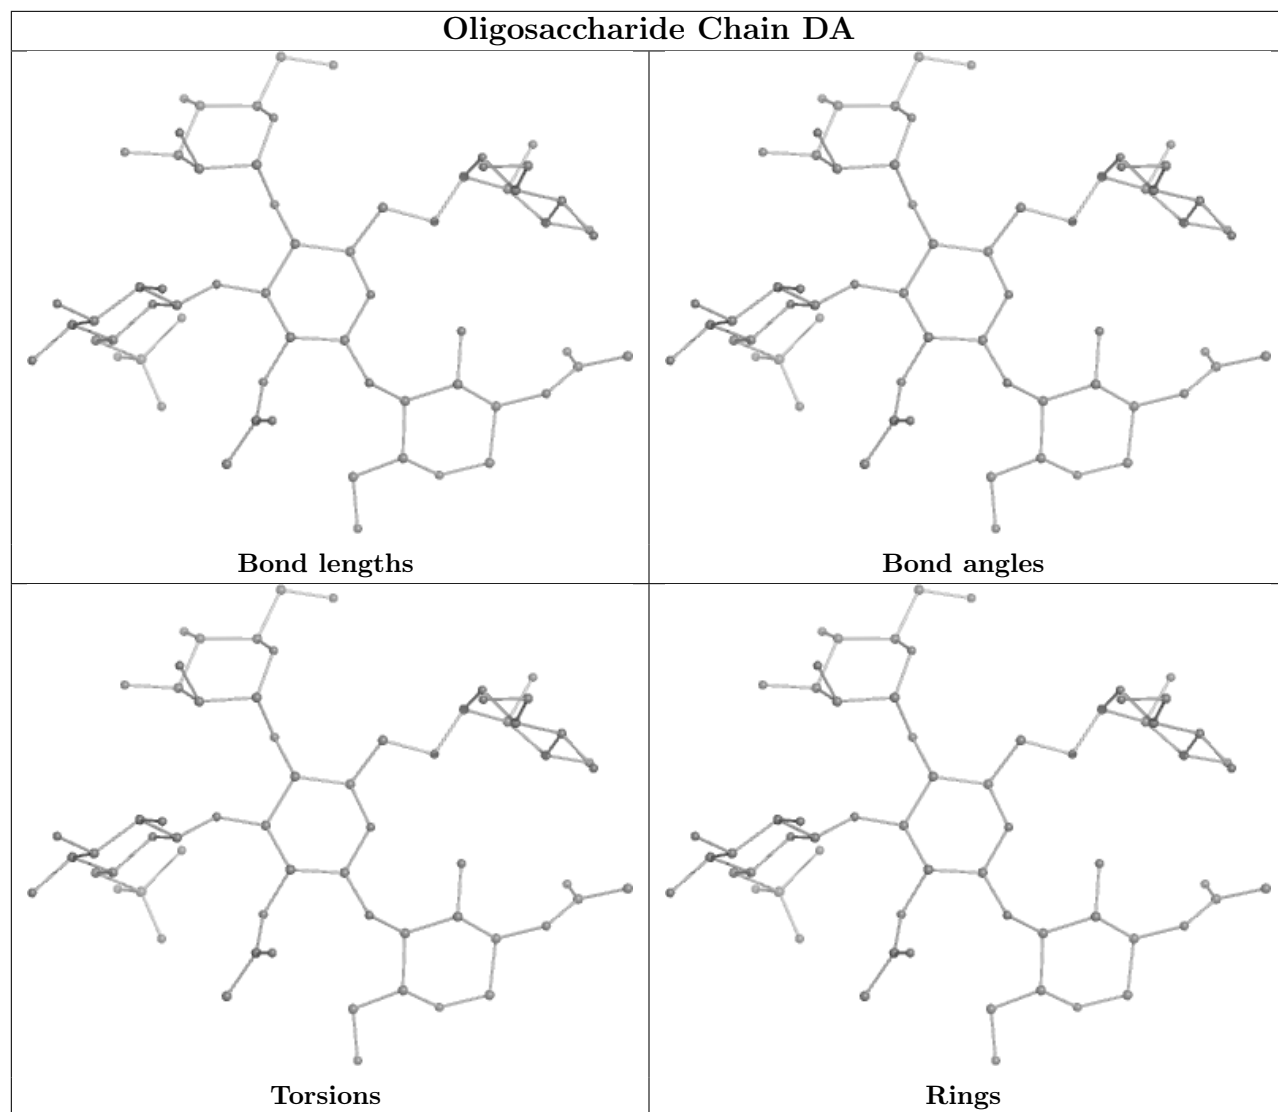 Oligosaccharide Chain DA
Bond lengths
Bond angles
Torsions
Rings